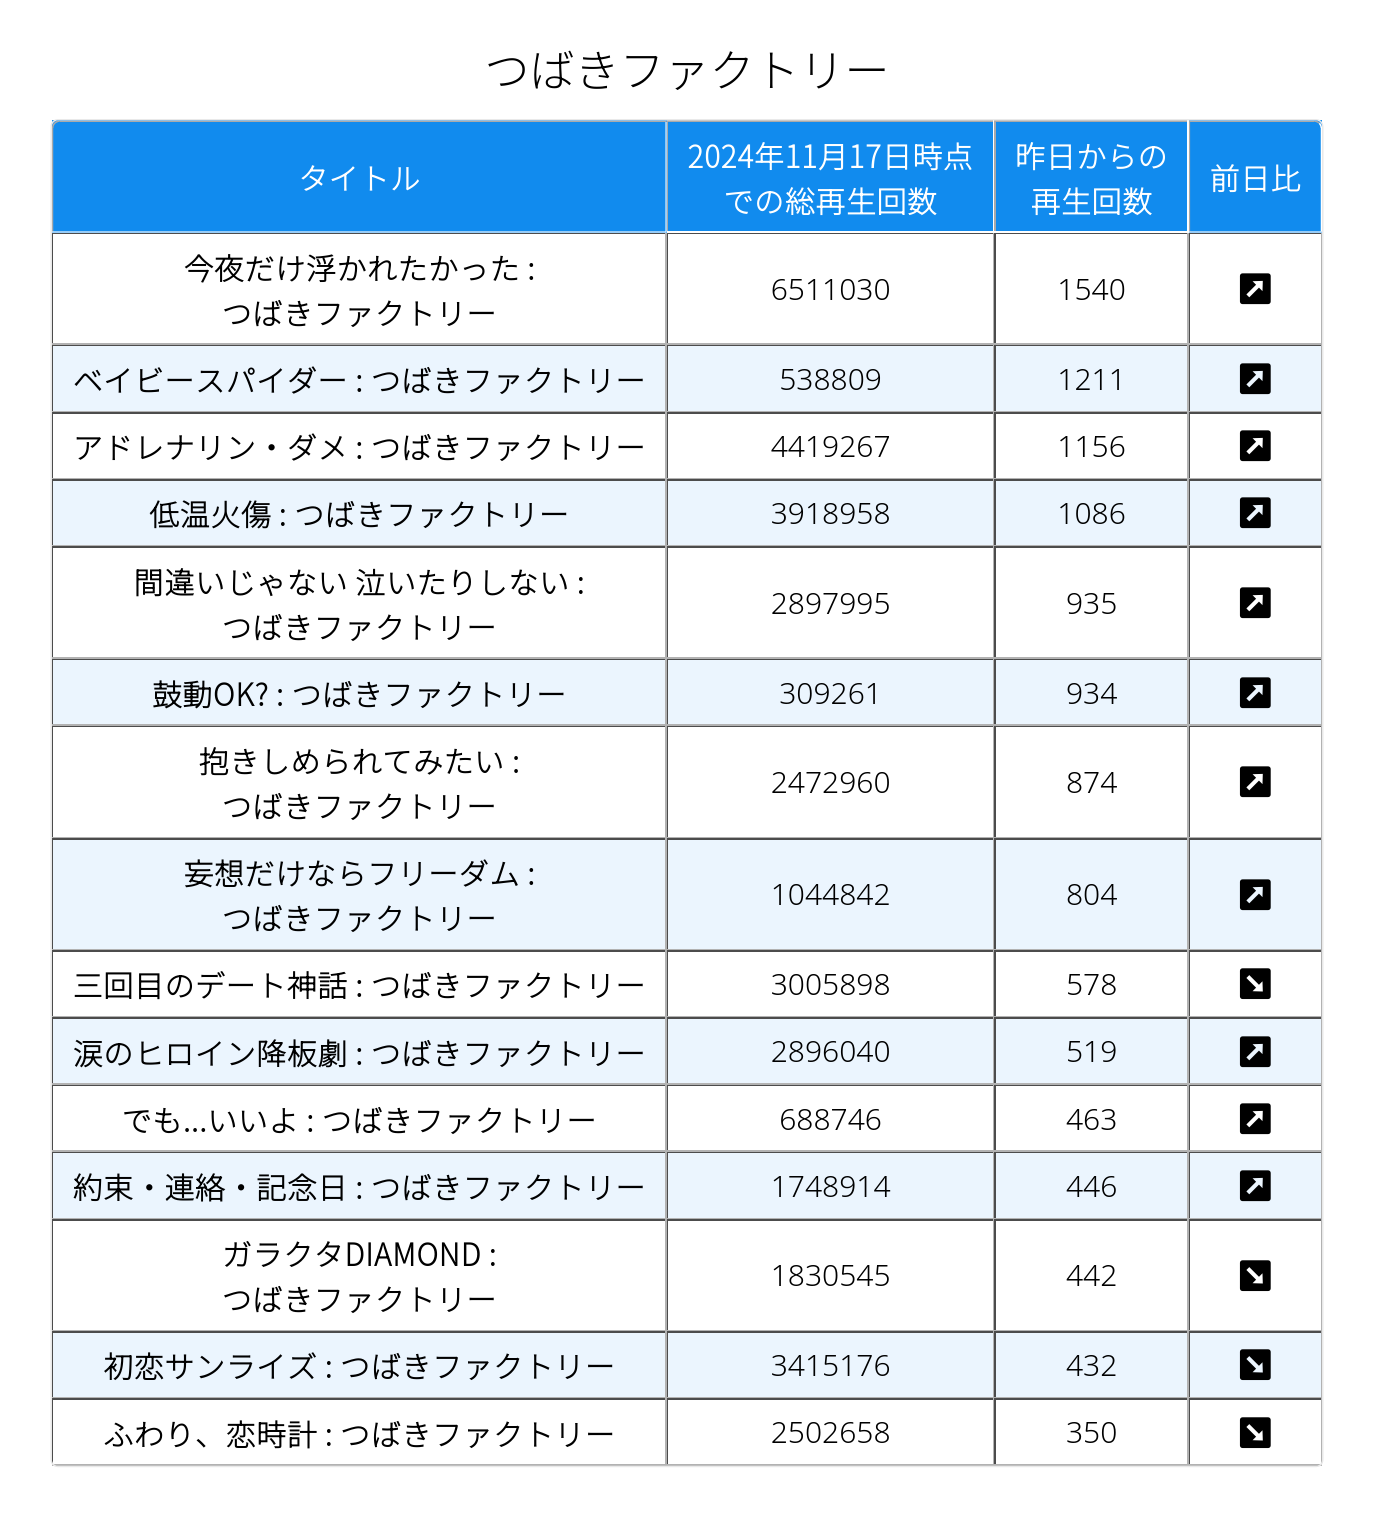 つばきファクトリー
タイトル
2024年11月17日時点
での総再生回数
昨日からの
再生回数
前日比
今夜だけ浮かれたかった :
つばきファクトリー
6511030
1540
ベイビースパイダー : つばきファクトリー
538809
1211
アドレナリン・ダメ : つばきファクトリー
4419267
1156
低温火傷 : つばきファクトリー
3918958
1086
間違いじゃない 泣いたりしない :
つばきファクトリー
2897995
935
鼓動OK? : つばきファクトリー
309261
934
抱きしめられてみたい :
つばきファクトリー
2472960
874
妄想だけならフリーダム :
つばきファクトリー
1044842
804
三回目のデート神話 : つばきファクトリー
3005898
578
涙のヒロイン降板劇 : つばきファクトリー
2896040
519
でも...いいよ : つばきファクトリー
688746
463
約束・連絡・記念日 : つばきファクトリー
1748914
446
ガラクタDIAMOND :
つばきファクトリー
1830545
442
初恋サンライズ : つばきファクトリー
3415176
432
ふわり、恋時計 : つばきファクトリー
2502658
350